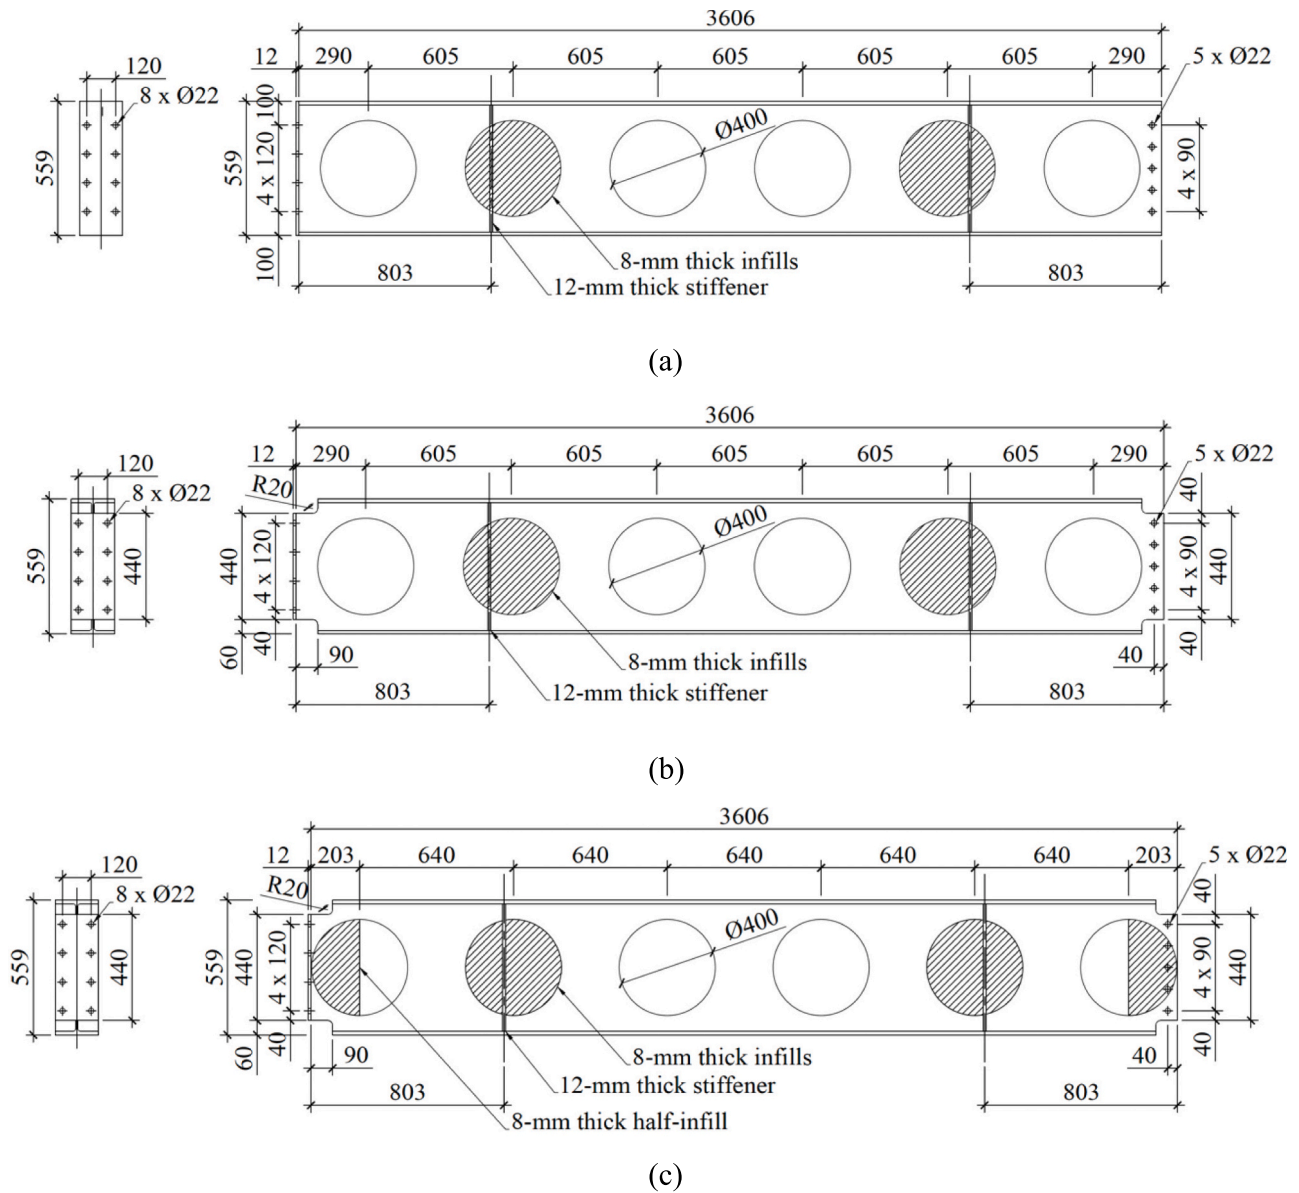 3606
12 290 605 605 605 605 605 290 5 x Ø22
120
8 x Ø22
559
559
100
4 x 120
100
Ø400
4 x 90
8-mm thick infills
12-mm thick stiffener
803 803
(a)
3606
12 290 605 605 605 605 605 290 5 x Ø22
120
8 x Ø22
R20
40
559
440
440
4 x 120
Ø400
4 x 90
440
60
40
90
40
40
8-mm thick infills
12-mm thick stiffener
803 803
(b)
3606
12 203 640 640 640 640 640 203 5 x Ø22
120
8 x Ø22
R20
40
559
440
559
440
4 x 120
Ø400
4 x 90
440
60
40
90
40
40
8-mm thick infills
12-mm thick stiffener
803 803
8-mm thick half-infill
(c)